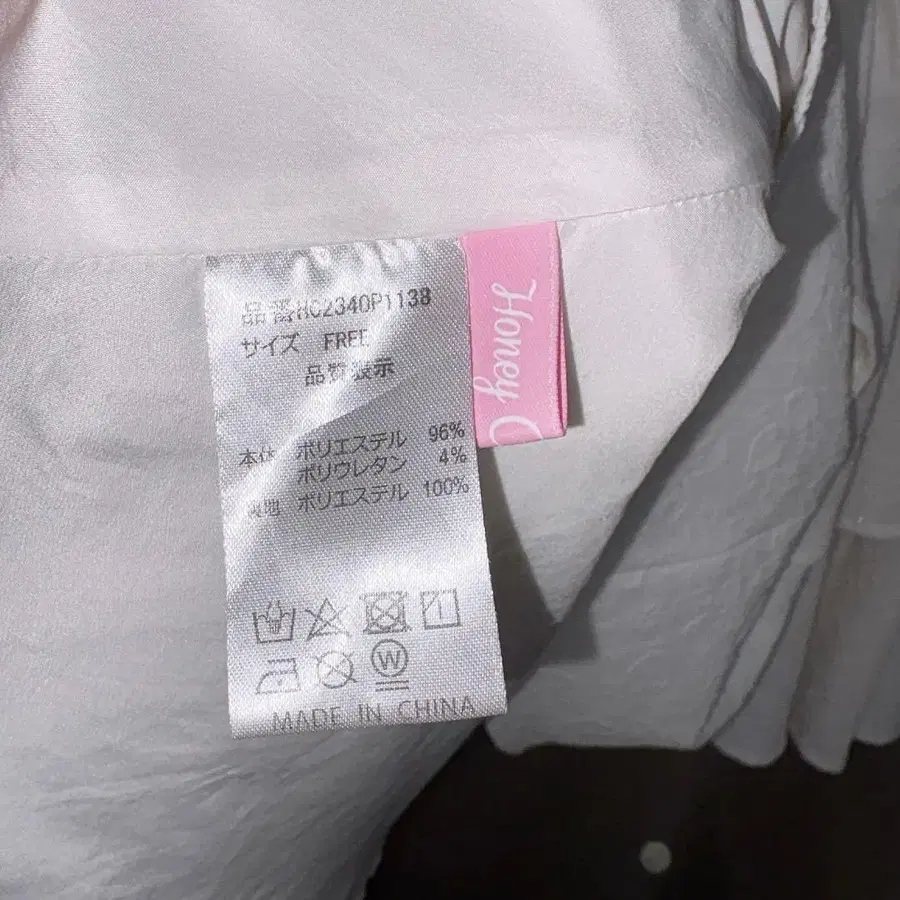 品番HC2340P1138
サイズ FREE
品質表示
本体 ポリエステル 96%
ポリウレタン 4%
裏地 ポリエステル 100%
W
MADE IN CHINA
Honey